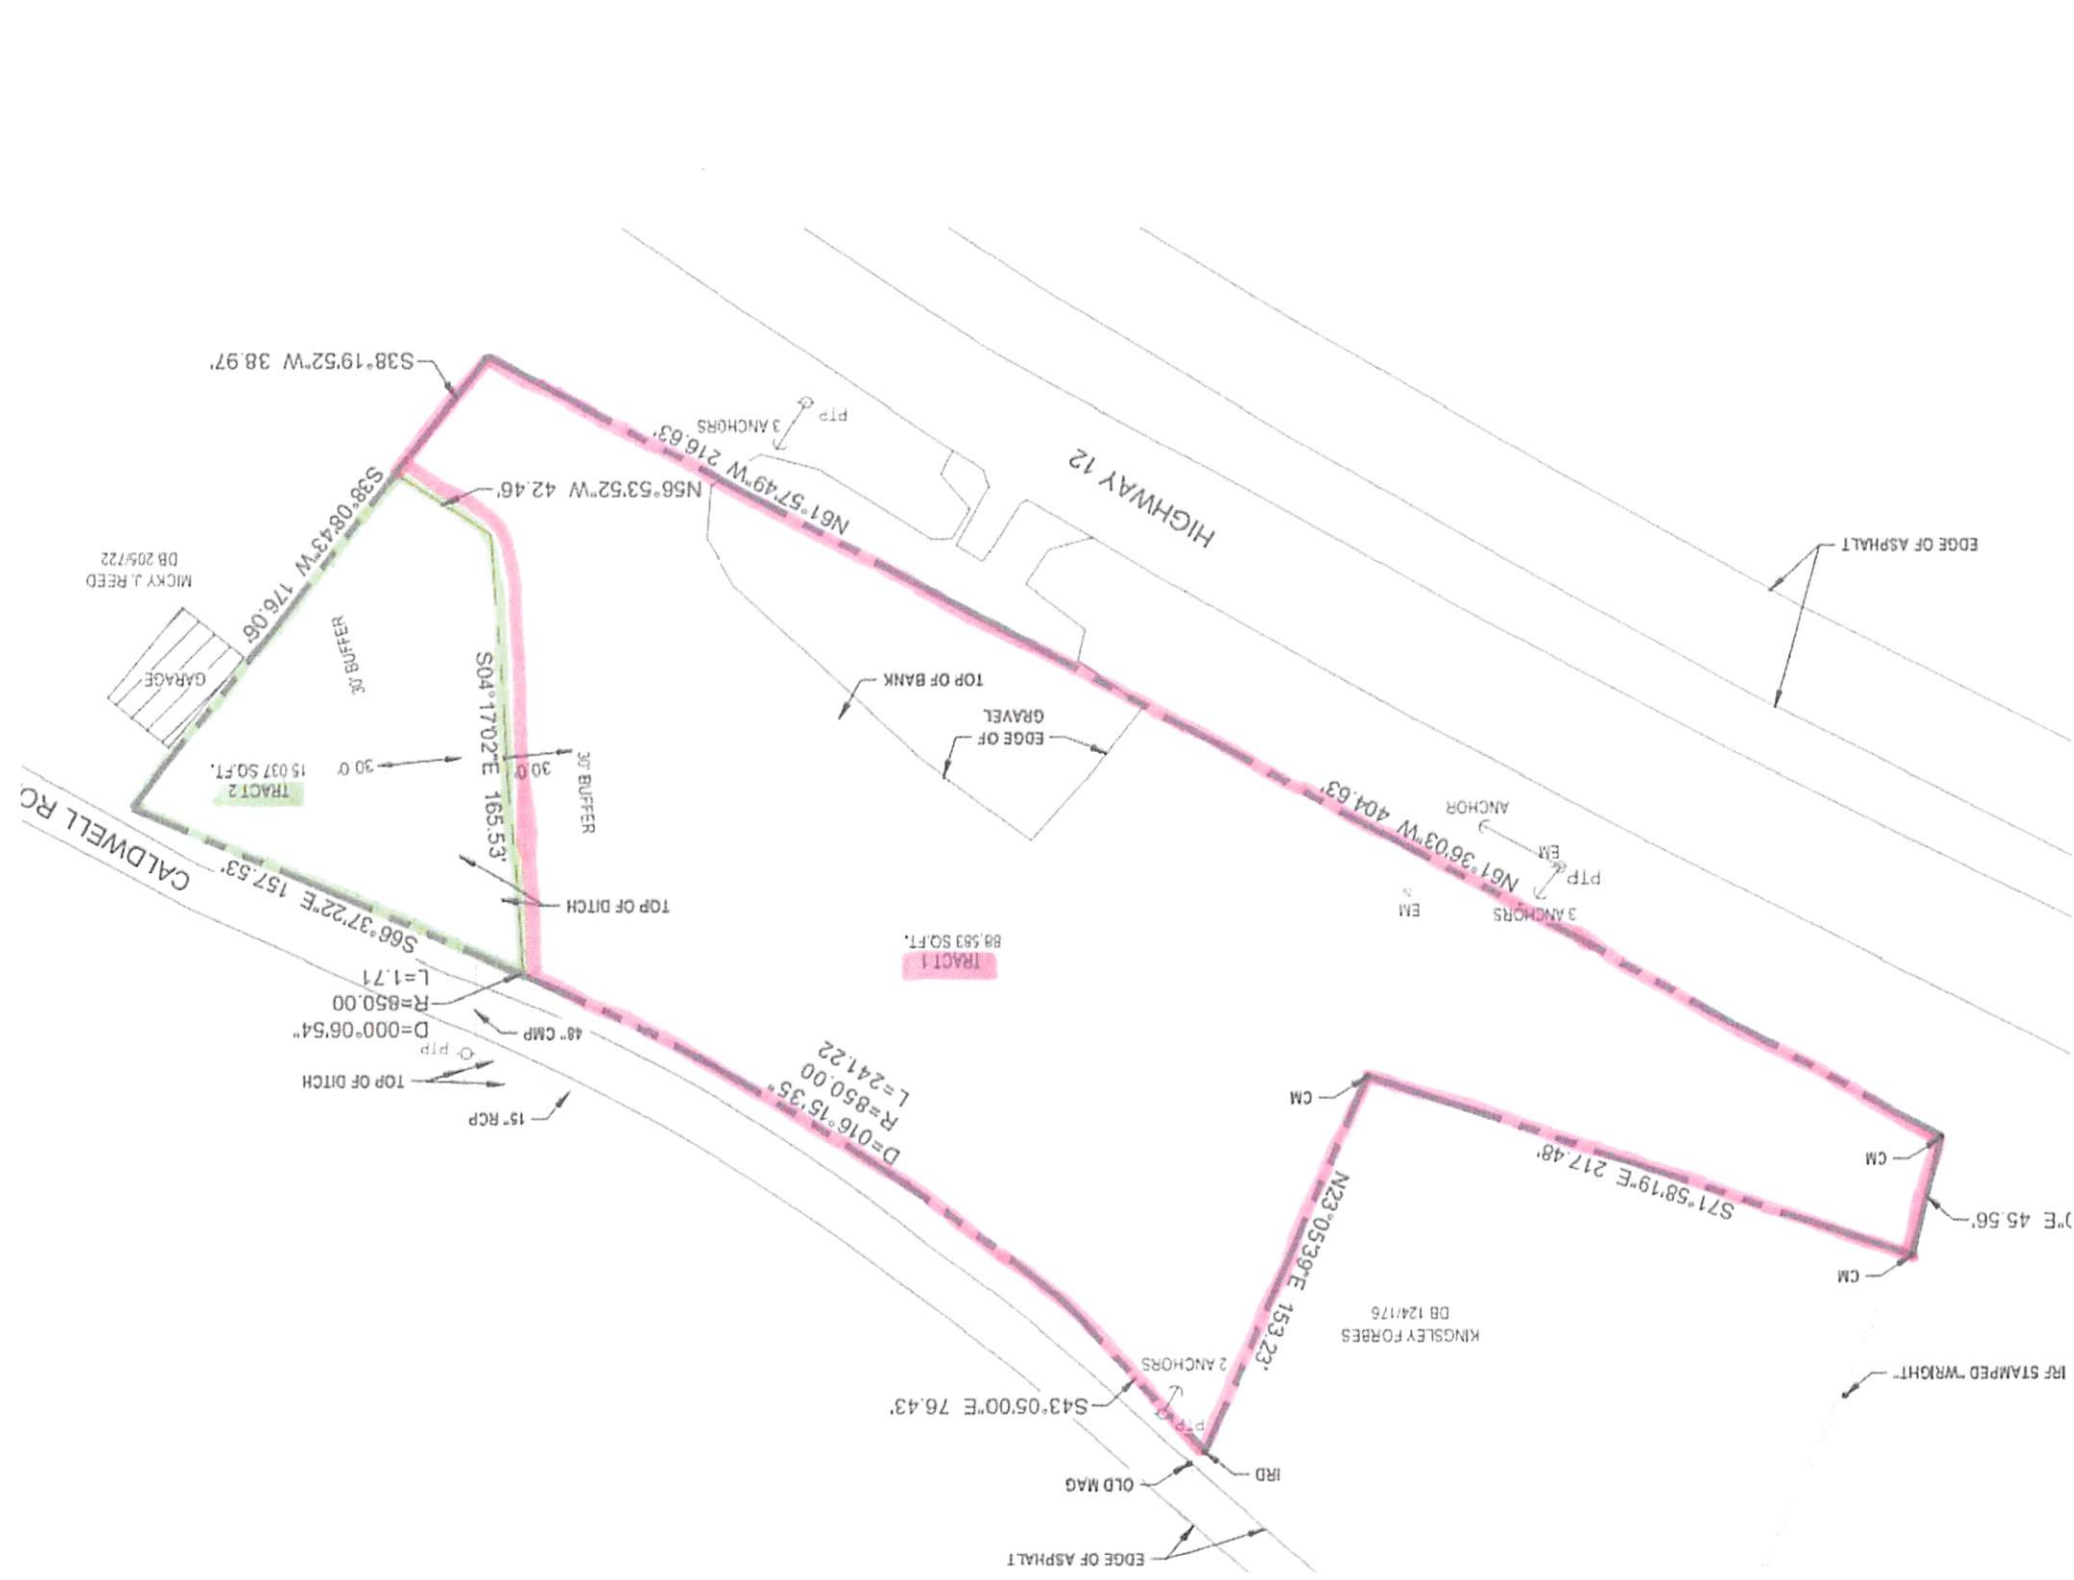 S38°19'52"W 38.97'
PTP
3 ANCHORS
N61°57'49"W 216.63'
HIGHWAY 12
N56°53'52"W 42.46'
S38°08'43"W 176.06'
MICKY J. REED
DB 205/722
GARAGE
30' BUFFER
EDGE OF ASPHALT
TOP OF BANK
EDGE OF
GRAVEL
S04°17'02"E 165.53'
30.0'
30.0'
30' BUFFER
TRACT 2
15,037 SQ.FT.
CALDWELL RO
S66°37'22"E 157.53'
TOP OF DITCH
N61°36'03"W 404.63'
ANCHOR
EM
PTP
3 ANCHORS
EM
TRACT 1
88,583 SQ.FT.
D=000°06'54"
R=850.00
L=1.71
48" CMP
PTP
TOP OF DITCH
15" RCP
D=016°15'35"
R=850.00
L=241.22
CM
CM
S71°58'19"E 217.48'
"E 45.56'
CM
N23°05'39"E 153.23'
KINGSLEY FORBES
DB 124/176
IRF STAMPED "WRIGHT"
2 ANCHORS
PTP
S43°05'00"E 76.43'
IRD
OLD MAG
EDGE OF ASPHALT